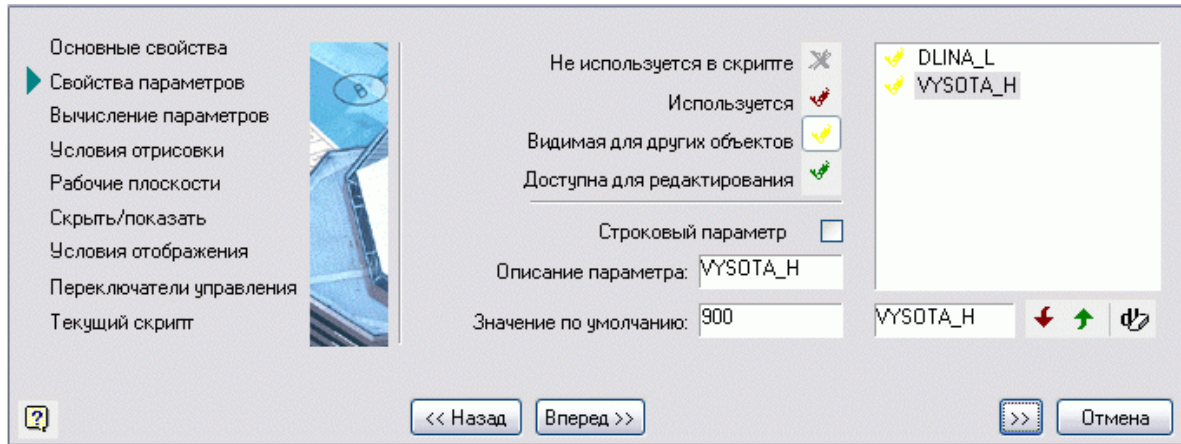 Основные свойства
Свойства параметров
Вычисление параметров
Условия отрисовки
Рабочие плоскости
Скрыть/показать
Условия отображения
Переключатели управления
Текущий скрипт
Не используется в скрипте
Используется
Видимая для других объектов
Доступна для редактирования
Строковый параметр
Описание параметра: VYSOTA_H
Значение по умолчанию: 900
DLINA_L
VYSOTA_H
VYSOTA_H
?
<< Назад
Вперед >>
>>
Отмена